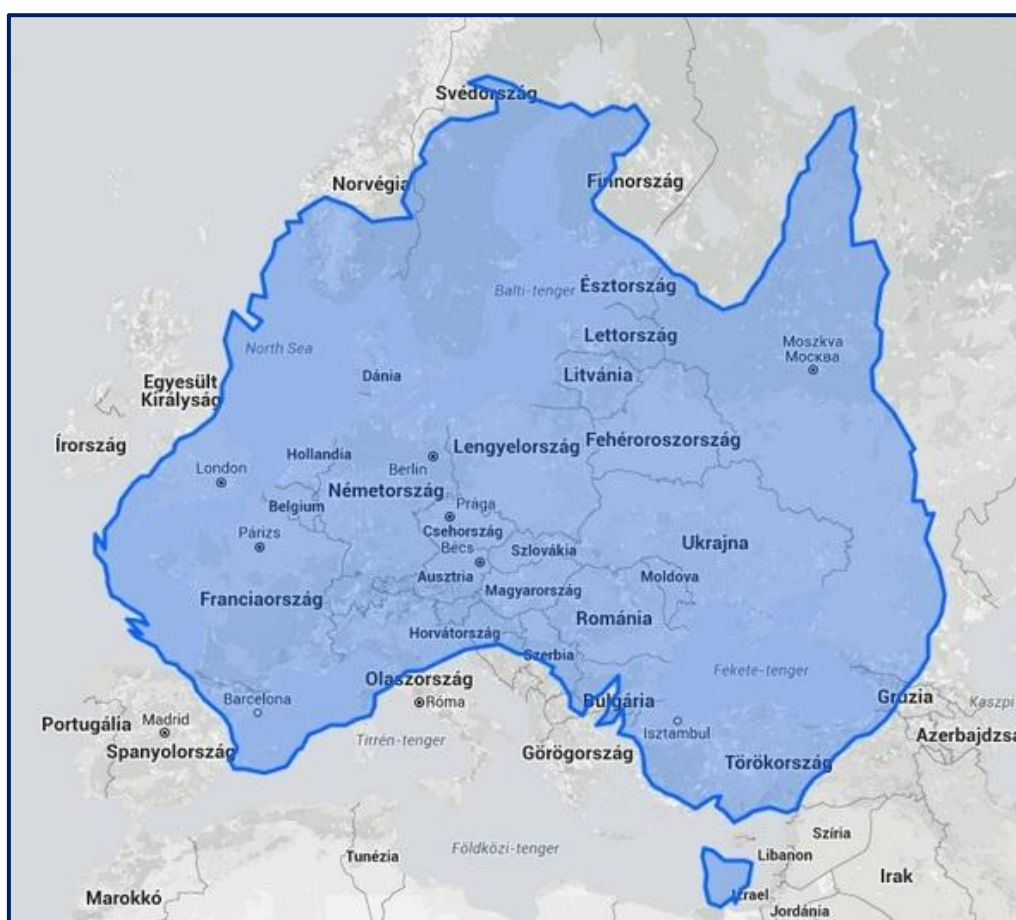 Svédország
Norvégia
Finnország
Balti-tenger
Észtország
North Sea
Lettország
Moszkva
Москва
Egyesült
Királyság
Dánia
Litvánia
Írország
Hollandia
Lengyelország
Fehéroroszország
London
Berlin
Németország
Belgium
Prága
Csehország
Párizs
Bécs
Szlovákia
Ukrajna
Ausztria
Magyarország
Moldova
Franciaország
Románia
Horvátország
Szerbia
Fekete-tenger
Olaszország
Barcelona
Róma
Bulgária
Grúzia
Kaszpi
Portugália
Madrid
Spanyolország
Tirrén-tenger
Isztambul
Görögország
Azerbajdzsá
Törökország
Földközi-tenger
Tunézia
Szíria
Libanon
Irak
Marokkó
Izrael
Jordánia